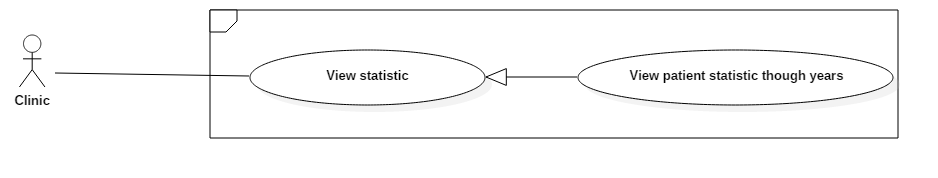 View statistic
View patient statistic though years
Clinic